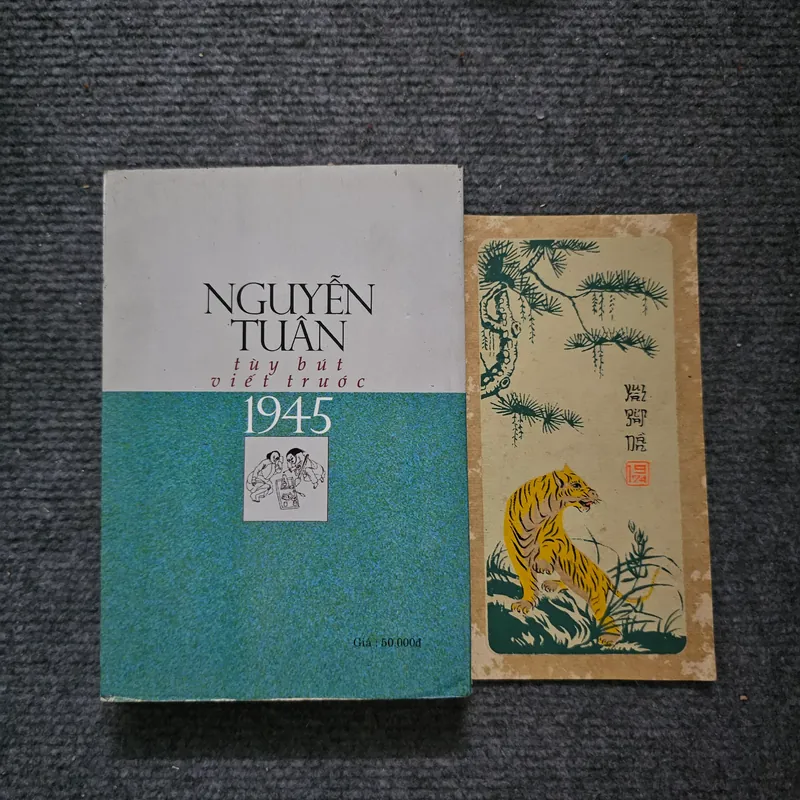 NGUYỄN
TUÂN
tùy bút
viết trước
1945
Giá : 50.000đ